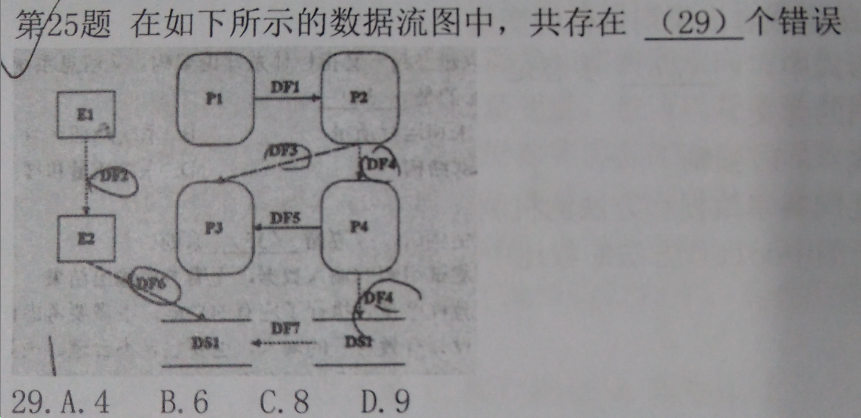 第25题 在如下所示的数据流图中，共存在 （29）个错误
P1
DF1
P2
E1
DF2
DF3
DF4
E2
P3
DF5
P4
DF6
DF4
DS1
DF7
DS1
29. A. 4 B. 6 C. 8 D. 9